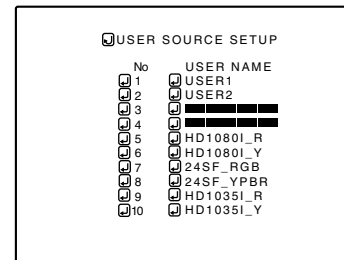 USER SOURCE SETUP
No USER NAME
1 USER1
2 USER2
3
4
5 HD1080I_R
6 HD1080I_Y
7 24SF_RGB
8 24SF_YPBR
9 HD1035I_R
10 HD1035I_Y